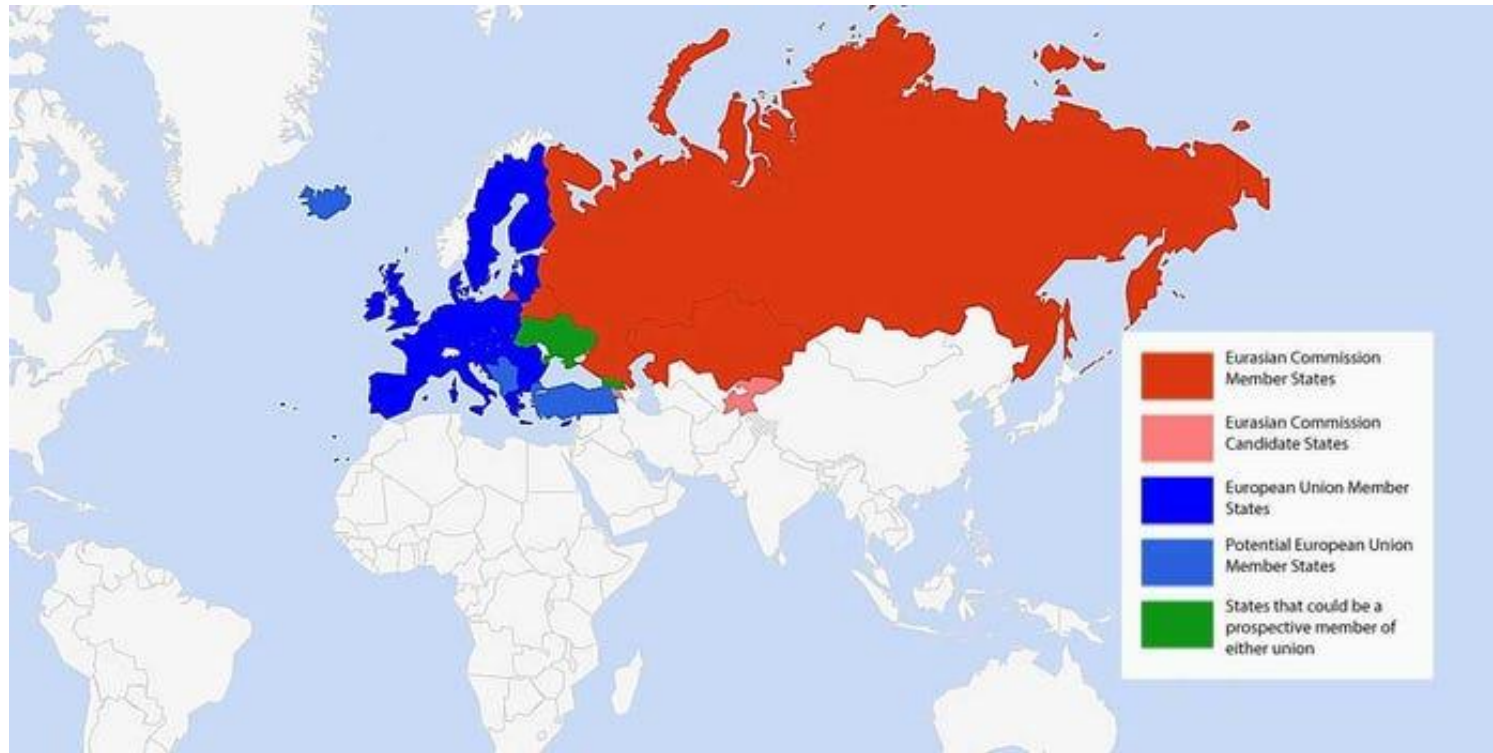 Eurasian Commission
Member States
Eurasian Commission
Candidate States
European Union Member
States
Potential European Union
Member States
States that could be a
prospective member of
either union